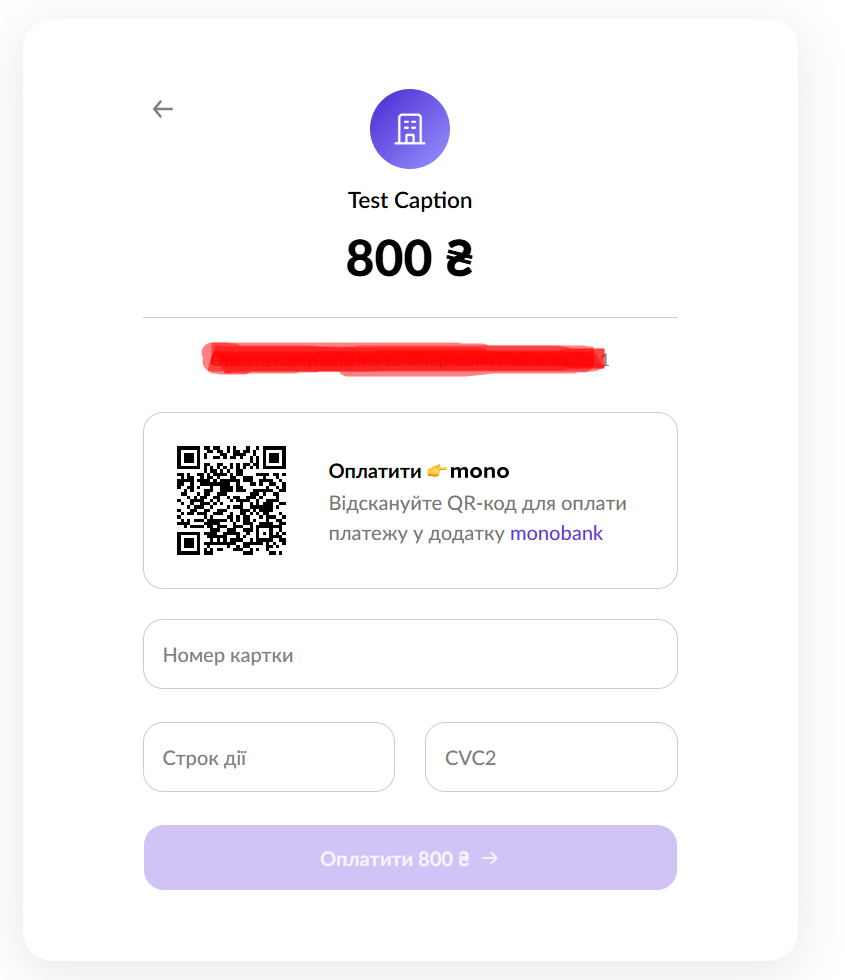 Test Caption
800 ₴
Оплатити 👉 mono
Відскануйте QR-код для оплати
платежу у додатку monobank
Номер картки
Строк дії
CVC2
Оплатити 800 ₴ →